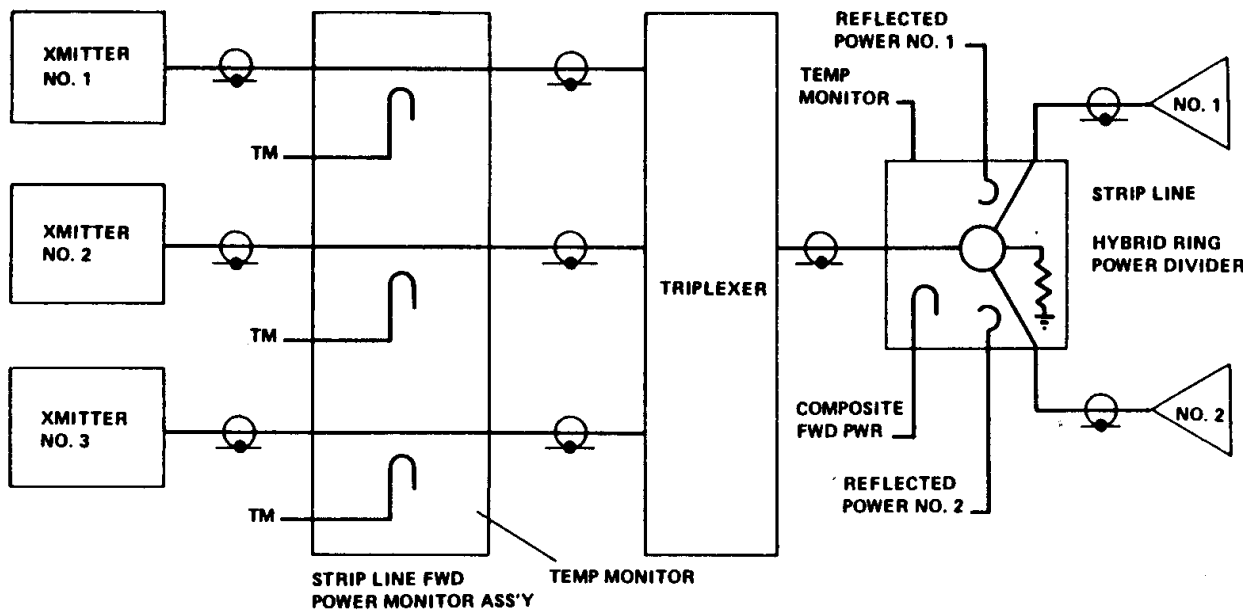 XMITTER
NO. 1
TM
XMITTER
NO. 2
TM
XMITTER
NO. 3
TM
STRIP LINE FWD
POWER MONITOR ASS'Y
TEMP MONITOR
TRIPLEXER
REFLECTED
POWER NO. 1
TEMP
MONITOR
NO. 1
STRIP LINE
HYBRID RING
POWER DIVIDER
COMPOSITE
FWD PWR
REFLECTED
POWER NO. 2
NO. 2